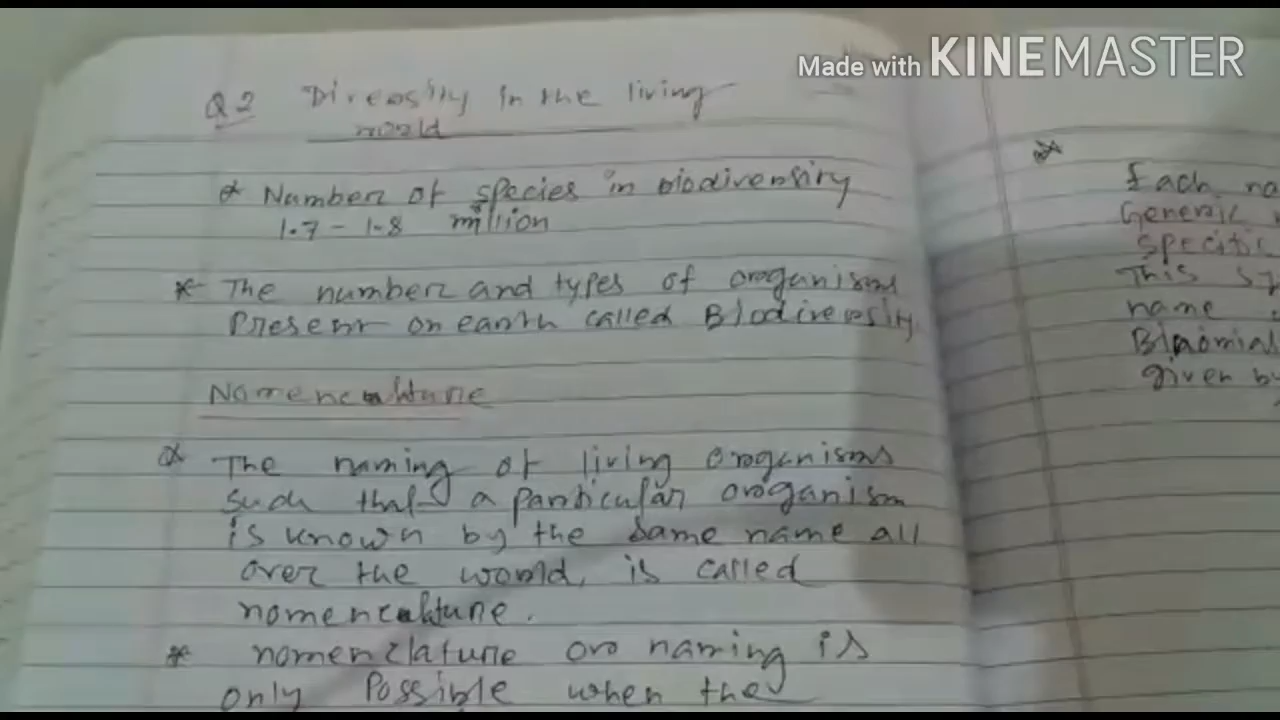 Made with KINEMASTER
Q2 Diversity in the living
world
* Number of species in biodiversity
1.7 - 1.8 million
* The number and types of organisms
Present on earth called Biodiversity
Nomenclature
* The naming of living organisms
such that a particular organism
is known by the same name all
over the world, is called
nomenclature.
* nomenclature or naming is
only Possible when the
* Each na
Generic
specific
This sy
name
Binomial
given by